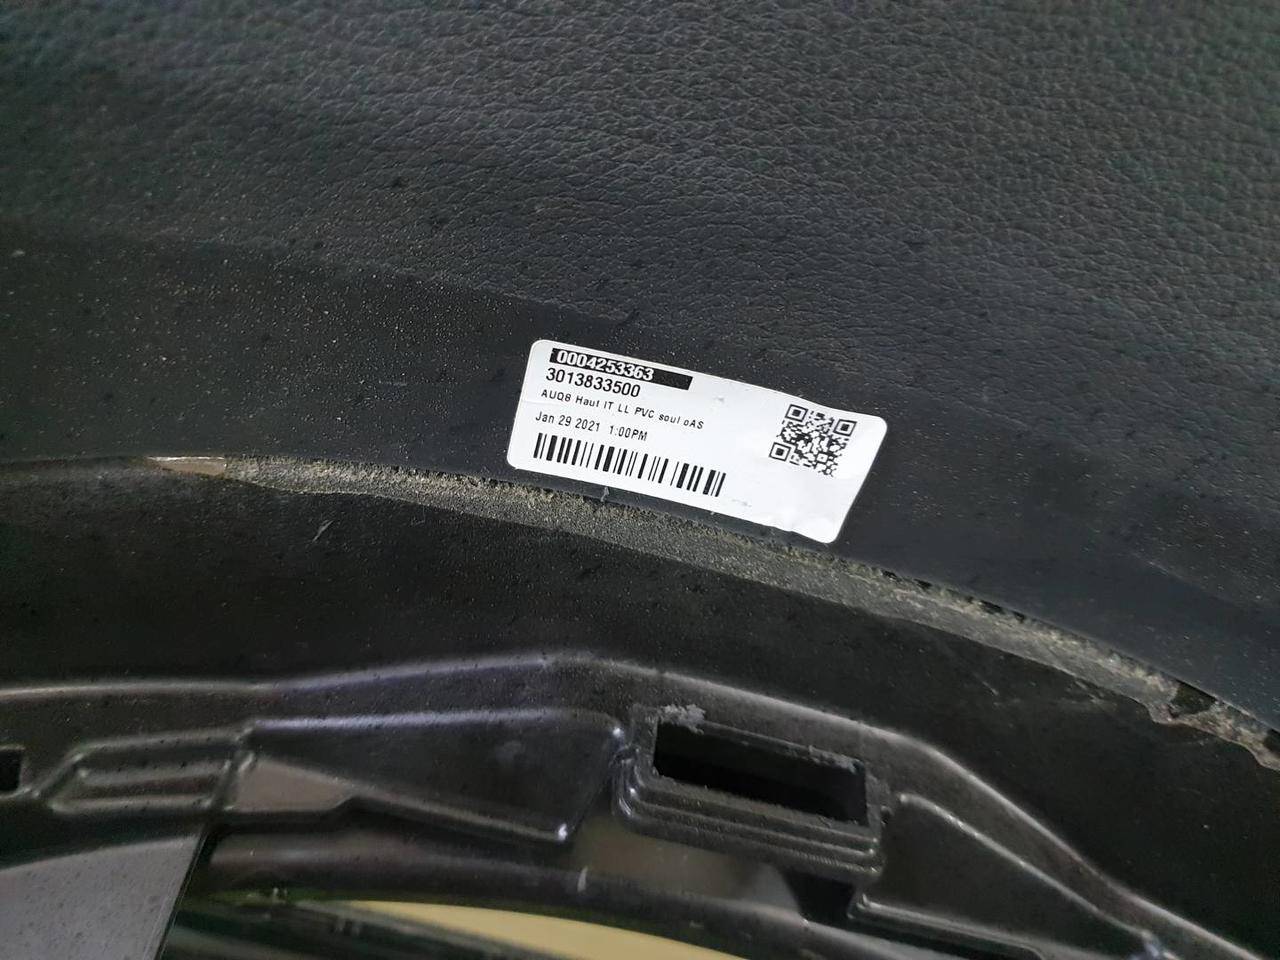 0004253363
3013833500
AUQ8 Haut IT LL PVC soul oAS
Jan 29 2021 1:00PM